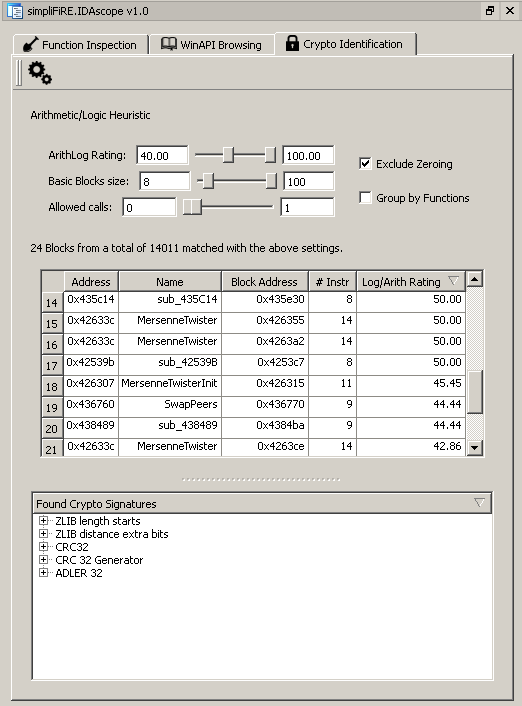 simpliFiRE.IDAscope v1.0
Function Inspection WinAPI Browsing Crypto Identification
Arithmetic/Logic Heuristic
ArithLog Rating: 40.00 100.00
Exclude Zeroing
Basic Blocks size: 8 100
Group by Functions
Allowed calls: 0 1
24 Blocks from a total of 14011 matched with the above settings.
Address Name Block Address # Instr Log/Arith Rating
14 0x435c14 sub_435C14 0x435e30 8 50.00
15 0x42633c MersenneTwister 0x426355 14 50.00
16 0x42633c MersenneTwister 0x4263a2 14 50.00
17 0x42539b sub_42539B 0x4253c7 8 50.00
18 0x426307 MersenneTwisterInit 0x426315 11 45.45
19 0x436760 SwapPeers 0x436770 9 44.44
20 0x438489 sub_438489 0x4384ba 9 44.44
21 0x42633c MersenneTwister 0x4263ce 14 42.86
Found Crypto Signatures
ZLIB length starts
ZLIB distance extra bits
CRC32
CRC 32 Generator
ADLER 32